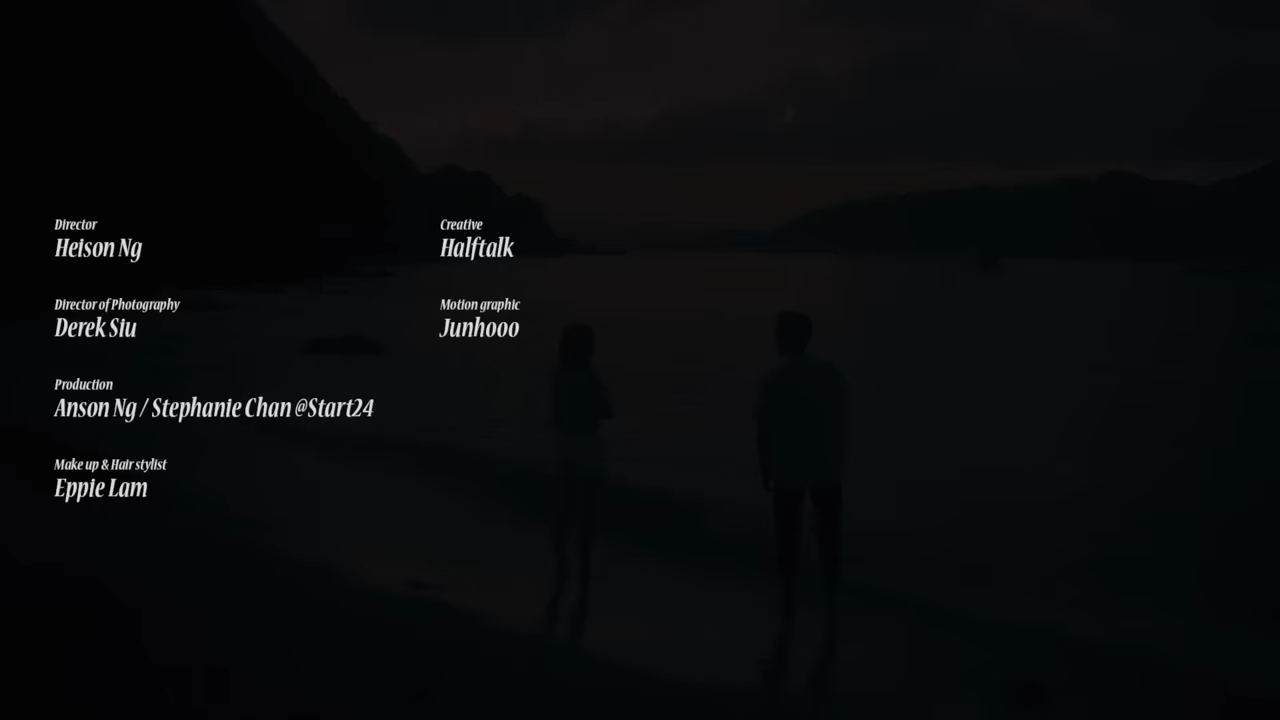 Director
Heison Ng
Director of Photography
Derek Siu
Production
Anson Ng / Stephanie Chan @Start24
Make up & Hair stylist
Eppie Lam
Creative
Halftalk
Motion graphic
Junhooo